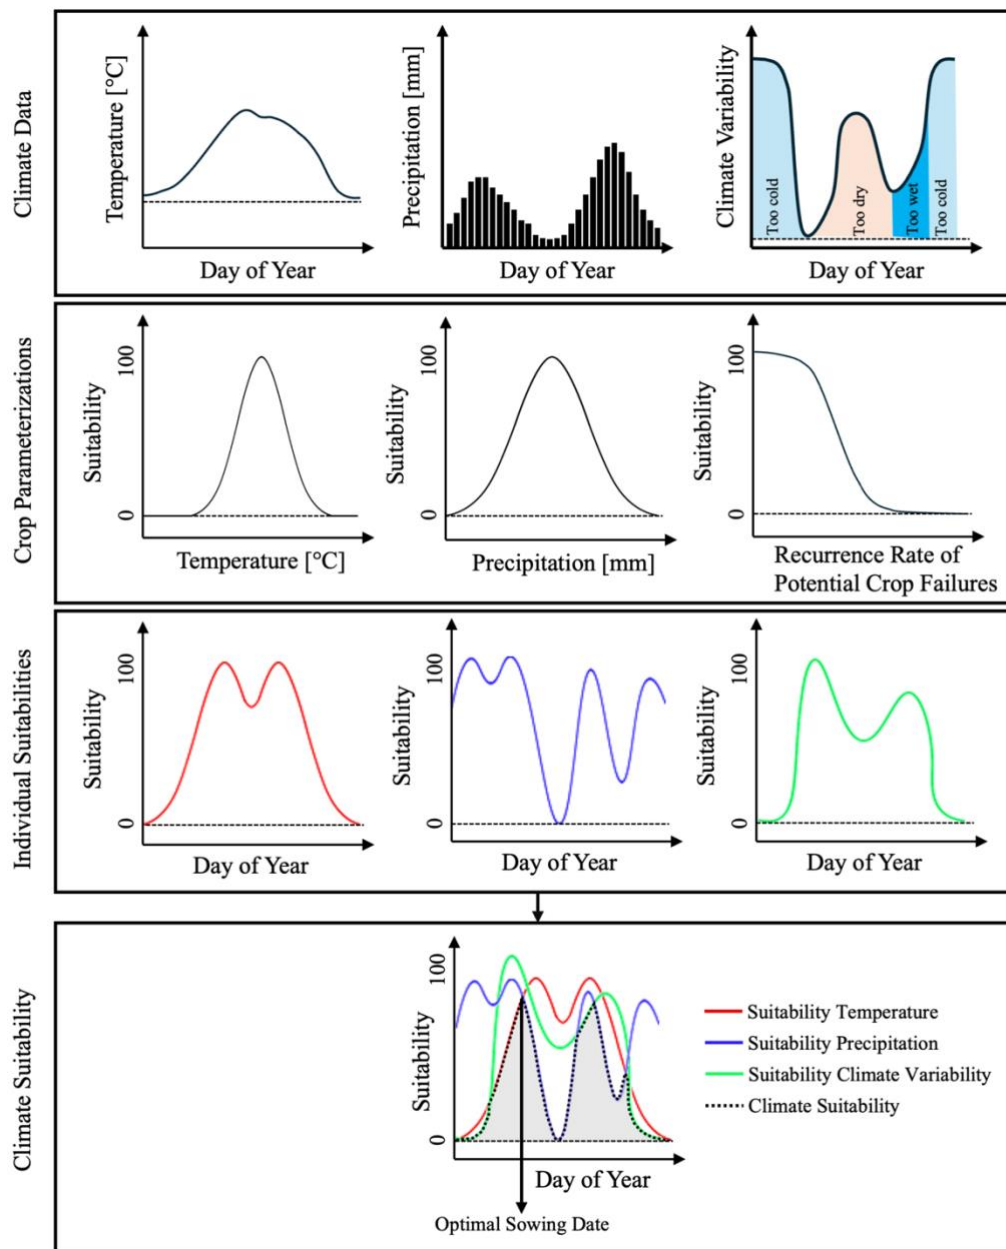 Climate Data
Temperature [°C]
Day of Year
Precipitation [mm]
Day of Year
Climate Variability
Too cold
Too dry
Too wet
Too cold
Day of Year
Crop Parameterizations
Suitability
100
0
Temperature [°C]
Suitability
100
0
Precipitation [mm]
Suitability
100
0
Recurrence Rate of
Potential Crop Failures
Individual Suitabilities
Suitability
100
0
Day of Year
Suitability
100
0
Day of Year
Suitability
100
0
Day of Year
Climate Suitability
Suitability
100
0
Day of Year
Optimal Sowing Date
Suitability Temperature
Suitability Precipitation
Suitability Climate Variability
Climate Suitability